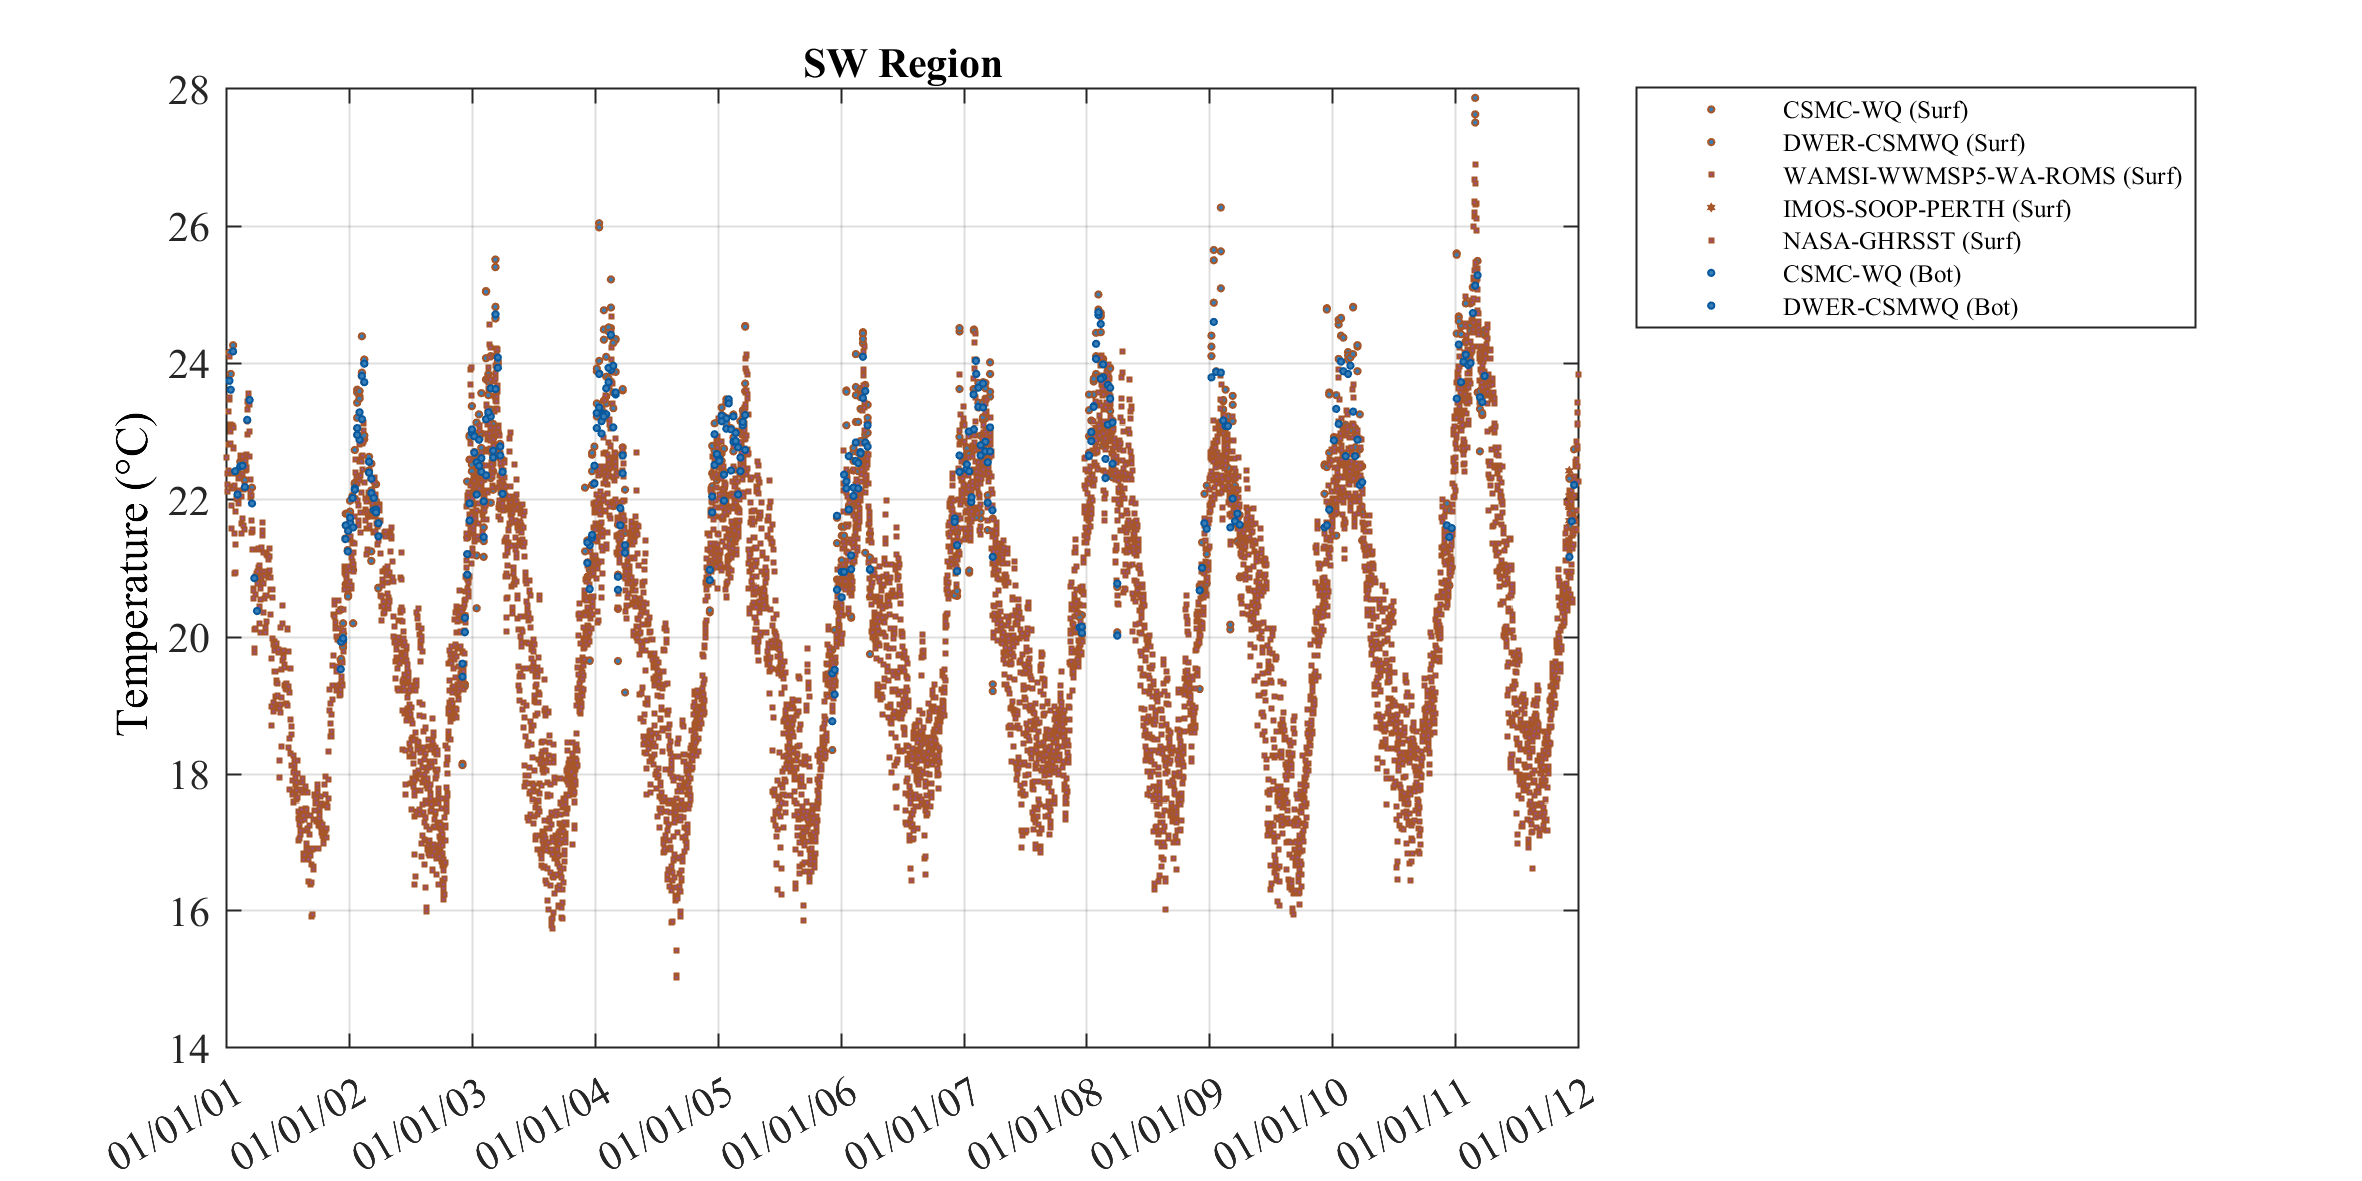 SW Region
28
26
24
22
20
18
16
14
Temperature (°C)
01/01/01
01/01/02
01/01/03
01/01/04
01/01/05
01/01/06
01/01/07
01/01/08
01/01/09
01/01/10
01/01/11
01/01/12
CSMC-WQ (Surf)
DWER-CSMWQ (Surf)
WAMSI-WWMSP5-WA-ROMS (Surf)
IMOS-SOOP-PERTH (Surf)
NASA-GHRSST (Surf)
CSMC-WQ (Bot)
DWER-CSMWQ (Bot)